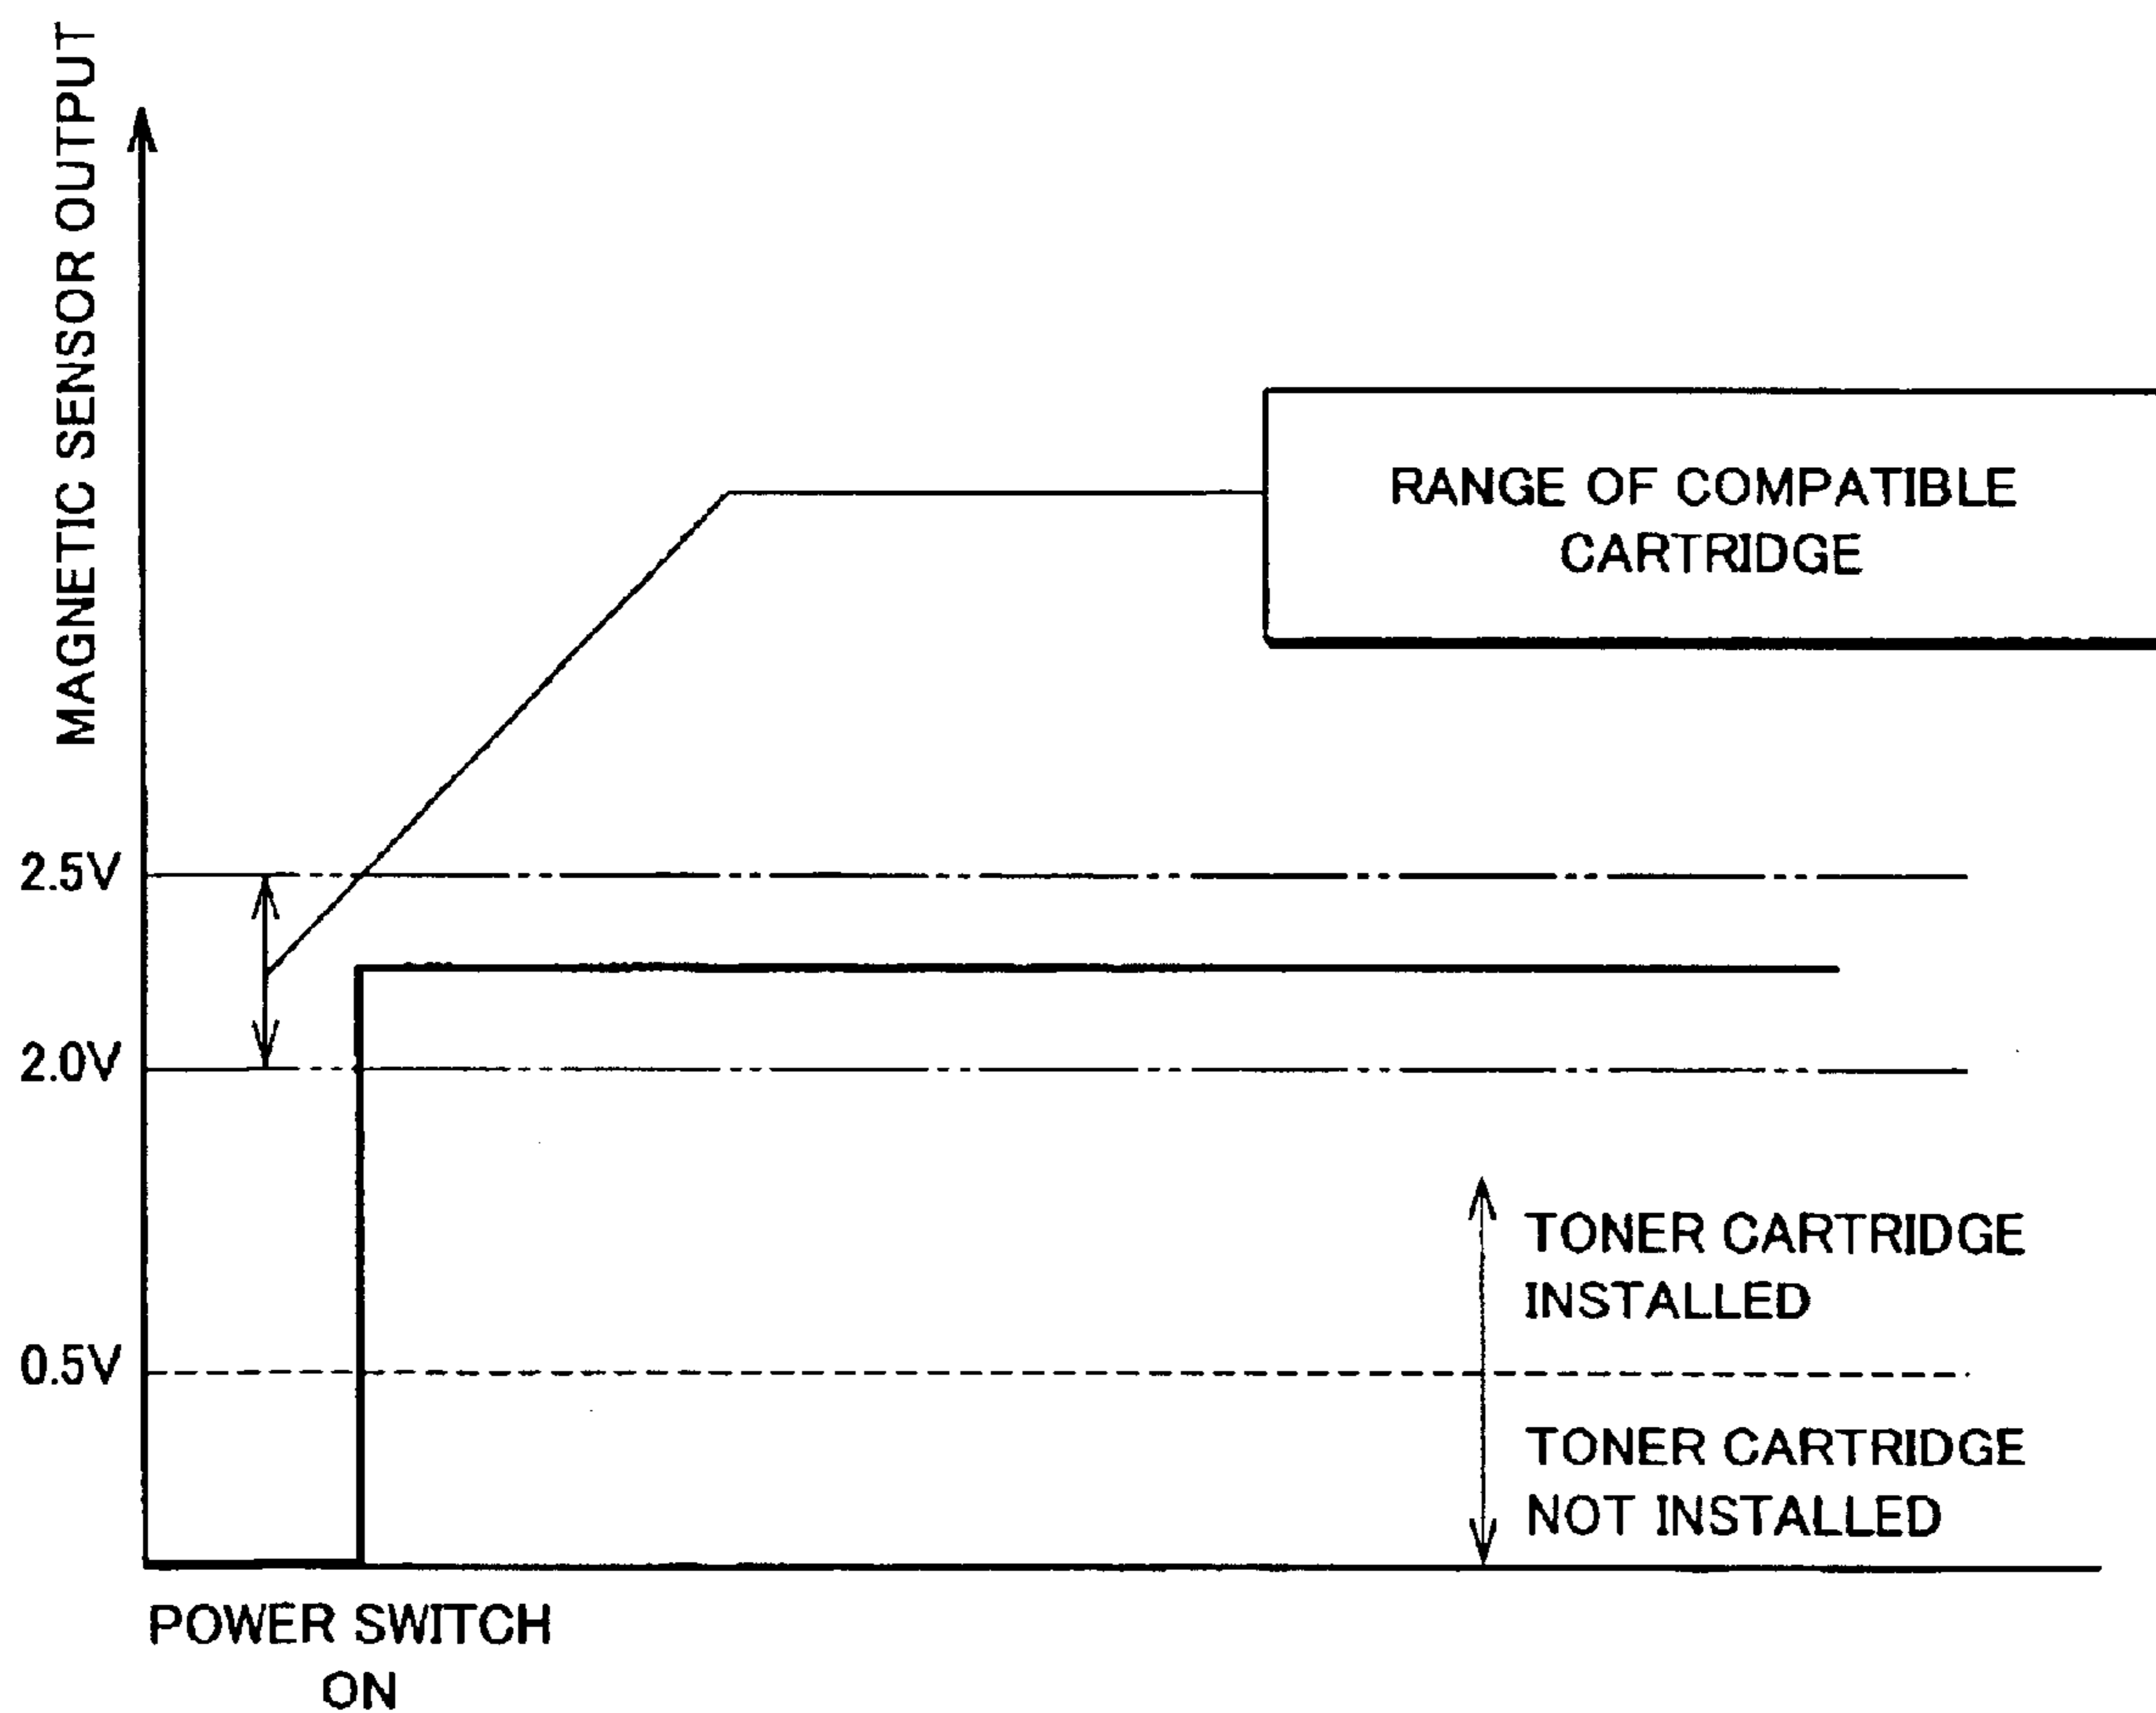 MAGNETIC SENSOR OUTPUT
RANGE OF COMPATIBLE
CARTRIDGE
2.5V
2.0V
TONER CARTRIDGE
INSTALLED
0.5V
TONER CARTRIDGE
NOT INSTALLED
POWER SWITCH
ON